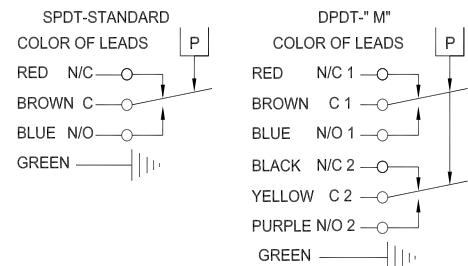 SPDT-STANDARD
COLOR OF LEADS P
RED N/C
BROWN C
BLUE N/O
GREEN
DPDT-" M"
COLOR OF LEADS P
RED N/C 1
BROWN C 1
BLUE N/O 1
BLACK N/C 2
YELLOW C 2
PURPLE N/O 2
GREEN